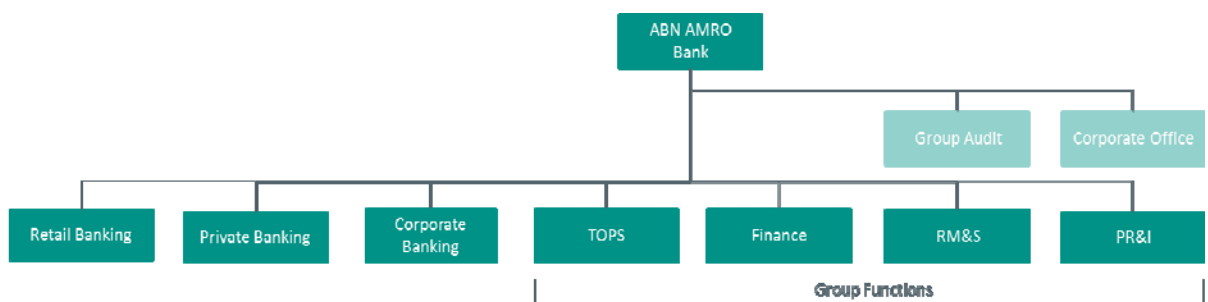 ABN AMRO
Bank
Group Audit
Corporate Office
Retail Banking
Private Banking
Corporate
Banking
TOPS
Finance
RM&S
PR&I
Group Functions